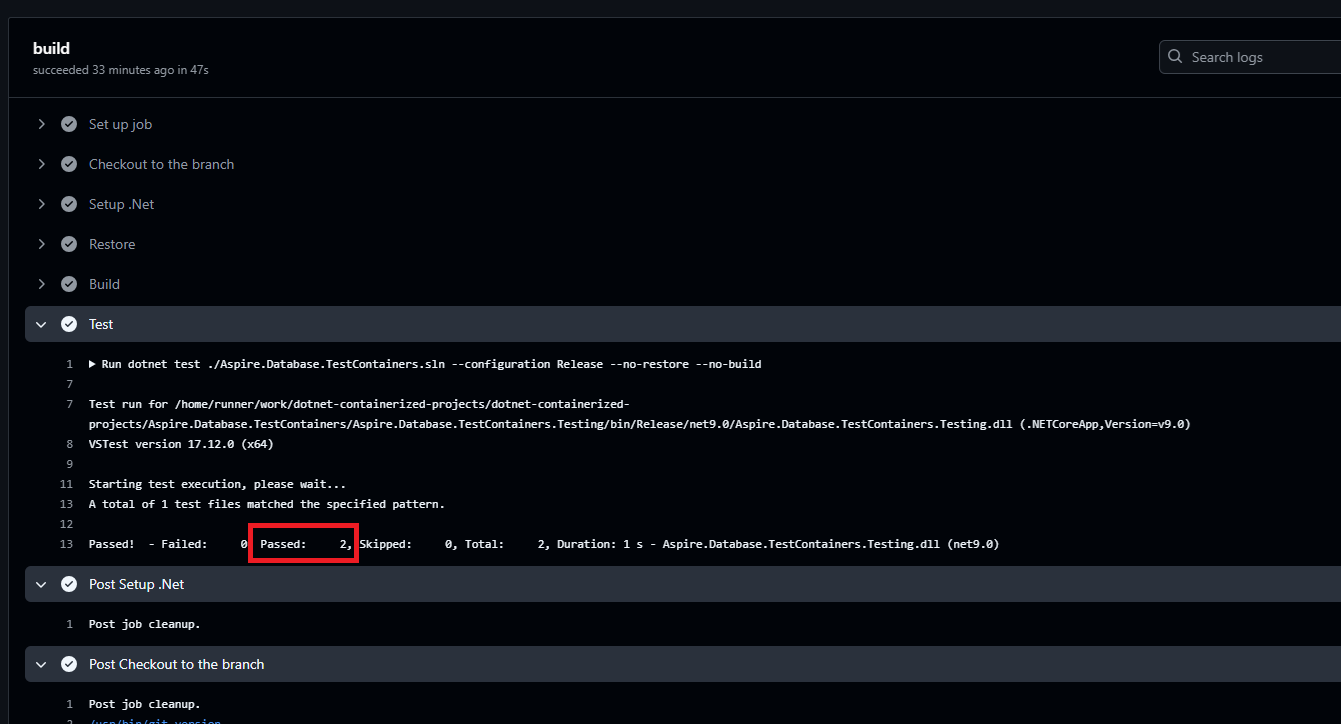 build
succeeded 33 minutes ago in 47s
Search logs
Set up job
Checkout to the branch
Setup .Net
Restore
Build
Test
1 Run dotnet test ./Aspire.Database.TestContainers.sln --configuration Release --no-restore --no-build
7
7 Test run for /home/runner/work/dotnet-containerized-projects/dotnet-containerized-
projects/Aspire.Database.TestContainers/Aspire.Database.TestContainers.Testing/bin/Release/net9.0/Aspire.Database.TestContainers.Testing.dll (.NETCoreApp,Version=v9.0)
8 VSTest version 17.12.0 (x64)
9
11 Starting test execution, please wait...
13 A total of 1 test files matched the specified pattern.
12
13 Passed!  - Failed:     0, Passed:     2, Skipped:     0, Total:     2, Duration: 1 s - Aspire.Database.TestContainers.Testing.dll (net9.0)
Post Setup .Net
1 Post job cleanup.
Post Checkout to the branch
1 Post job cleanup.
2 /usr/bin/git version